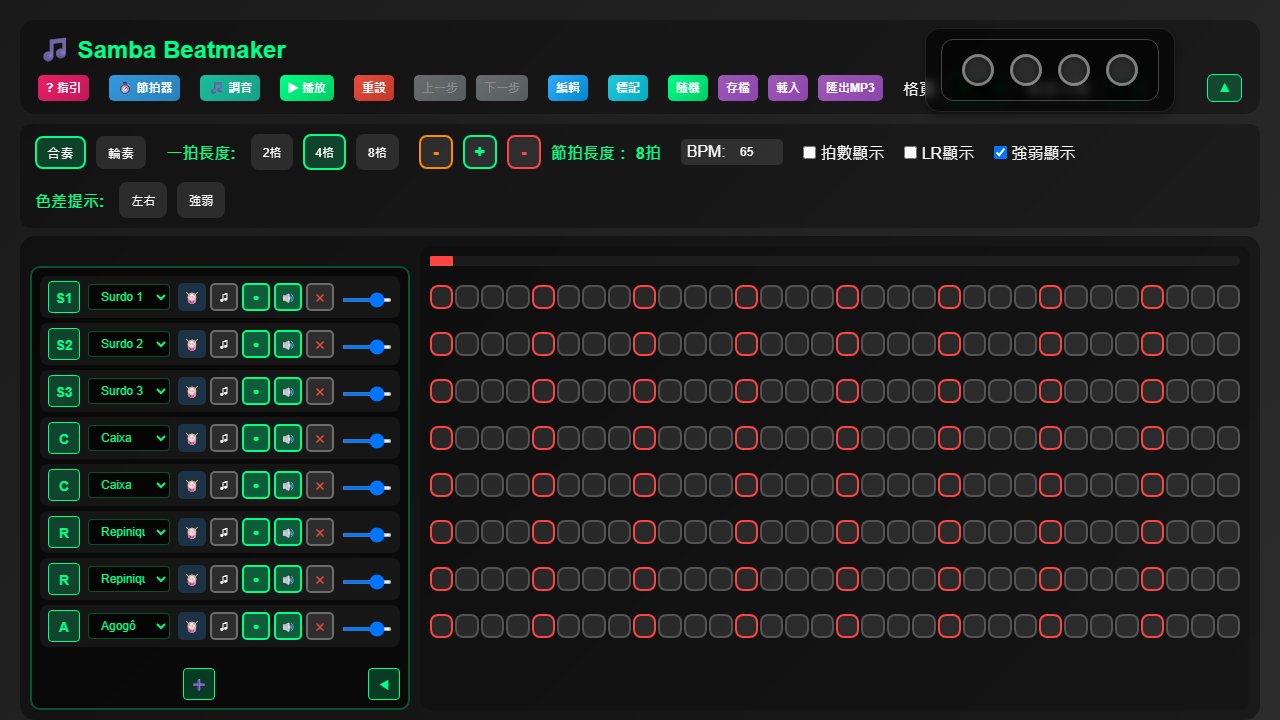 Samba Beatmaker
? 指引 節拍器 調音 ▶ 播放 重設 上一步 下一步 編輯 標記 隨機 存檔 載入 匯出MP3
合奏 輪奏 一拍長度: 2格 4格 8格 - + - 節拍長度： 8拍 BPM: 65 拍數顯示 LR顯示 強弱顯示
色差提示: 左右 強弱
S1 Surdo 1
S2 Surdo 2
S3 Surdo 3
C Caixa
C Caixa
R Repiniqu
R Repiniqu
A Agogô